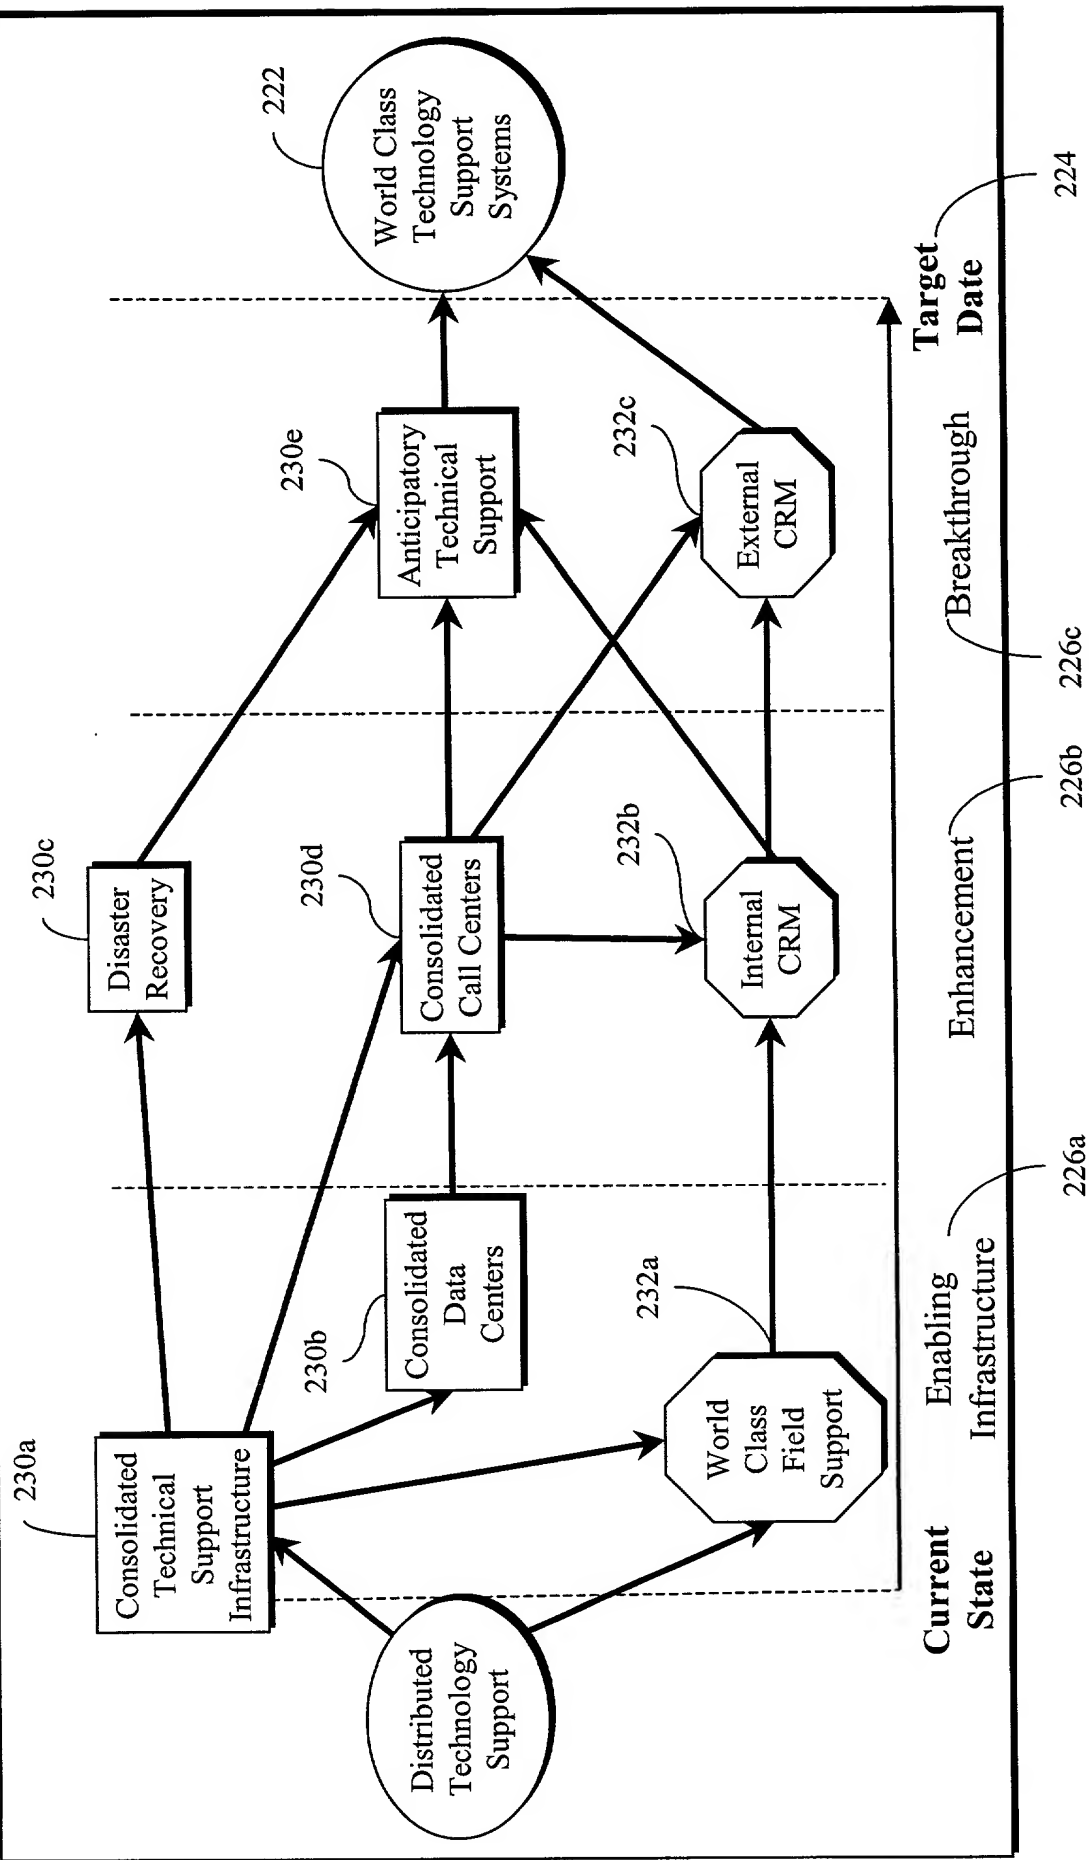 230a
Consolidated
Technical
Support
Infrastructure
Distributed
Technology
Support
230b
Consolidated
Data
Centers
232a
World
Class
Field
Support
230c
Disaster
Recovery
230d
Consolidated
Call Centers
232b
Internal
CRM
230e
Anticipatory
Technical
Support
232c
External
CRM
222
World Class
Technology
Support
Systems
Current
State
Enabling
Infrastructure
226a
Enhancement
226b
Breakthrough
226c
Target
Date
224